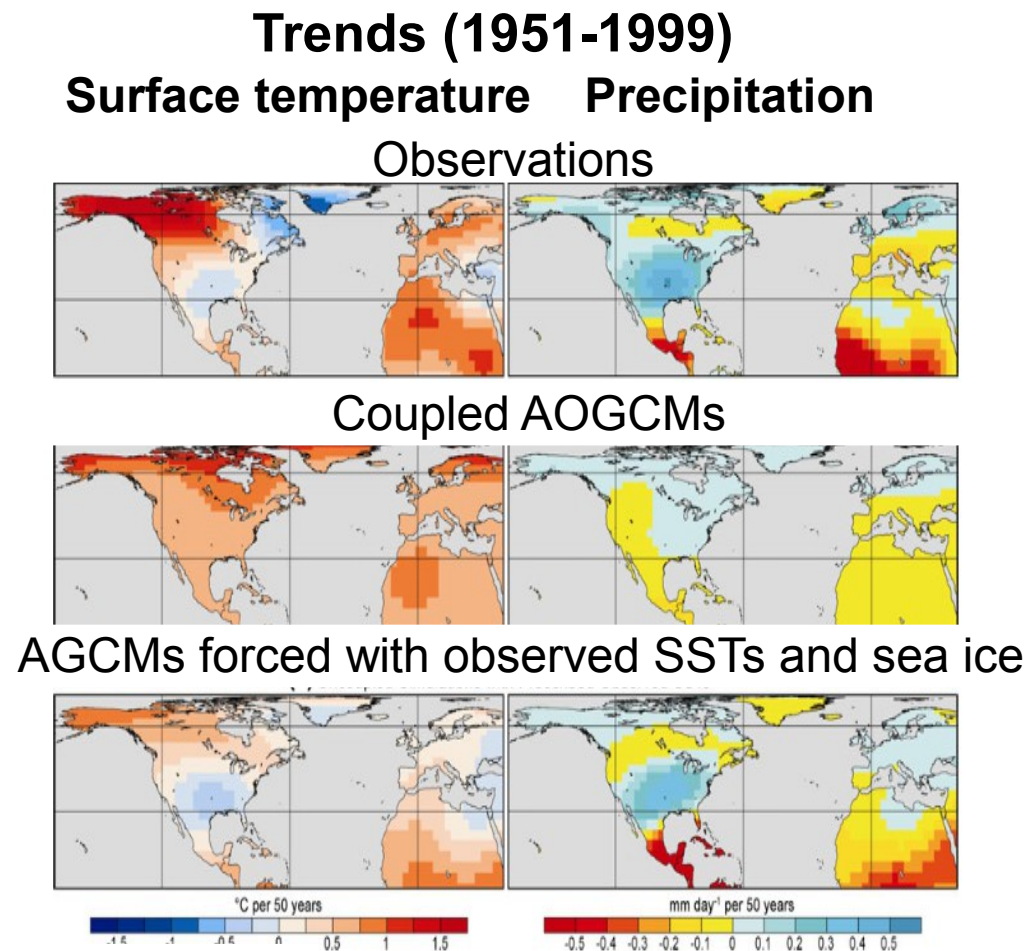 Trends (1951-1999)
Surface temperature Precipitation
Observations
Coupled AOGCMs
AGCMs forced with observed SSTs and sea ice
°C per 50 years
mm day⁻¹ per 50 years
-1.5 -1 -0.5 0 0.5 1 1.5
-0.5 -0.4 -0.3 -0.2 -0.1 0 0.1 0.2 0.3 0.4 0.5